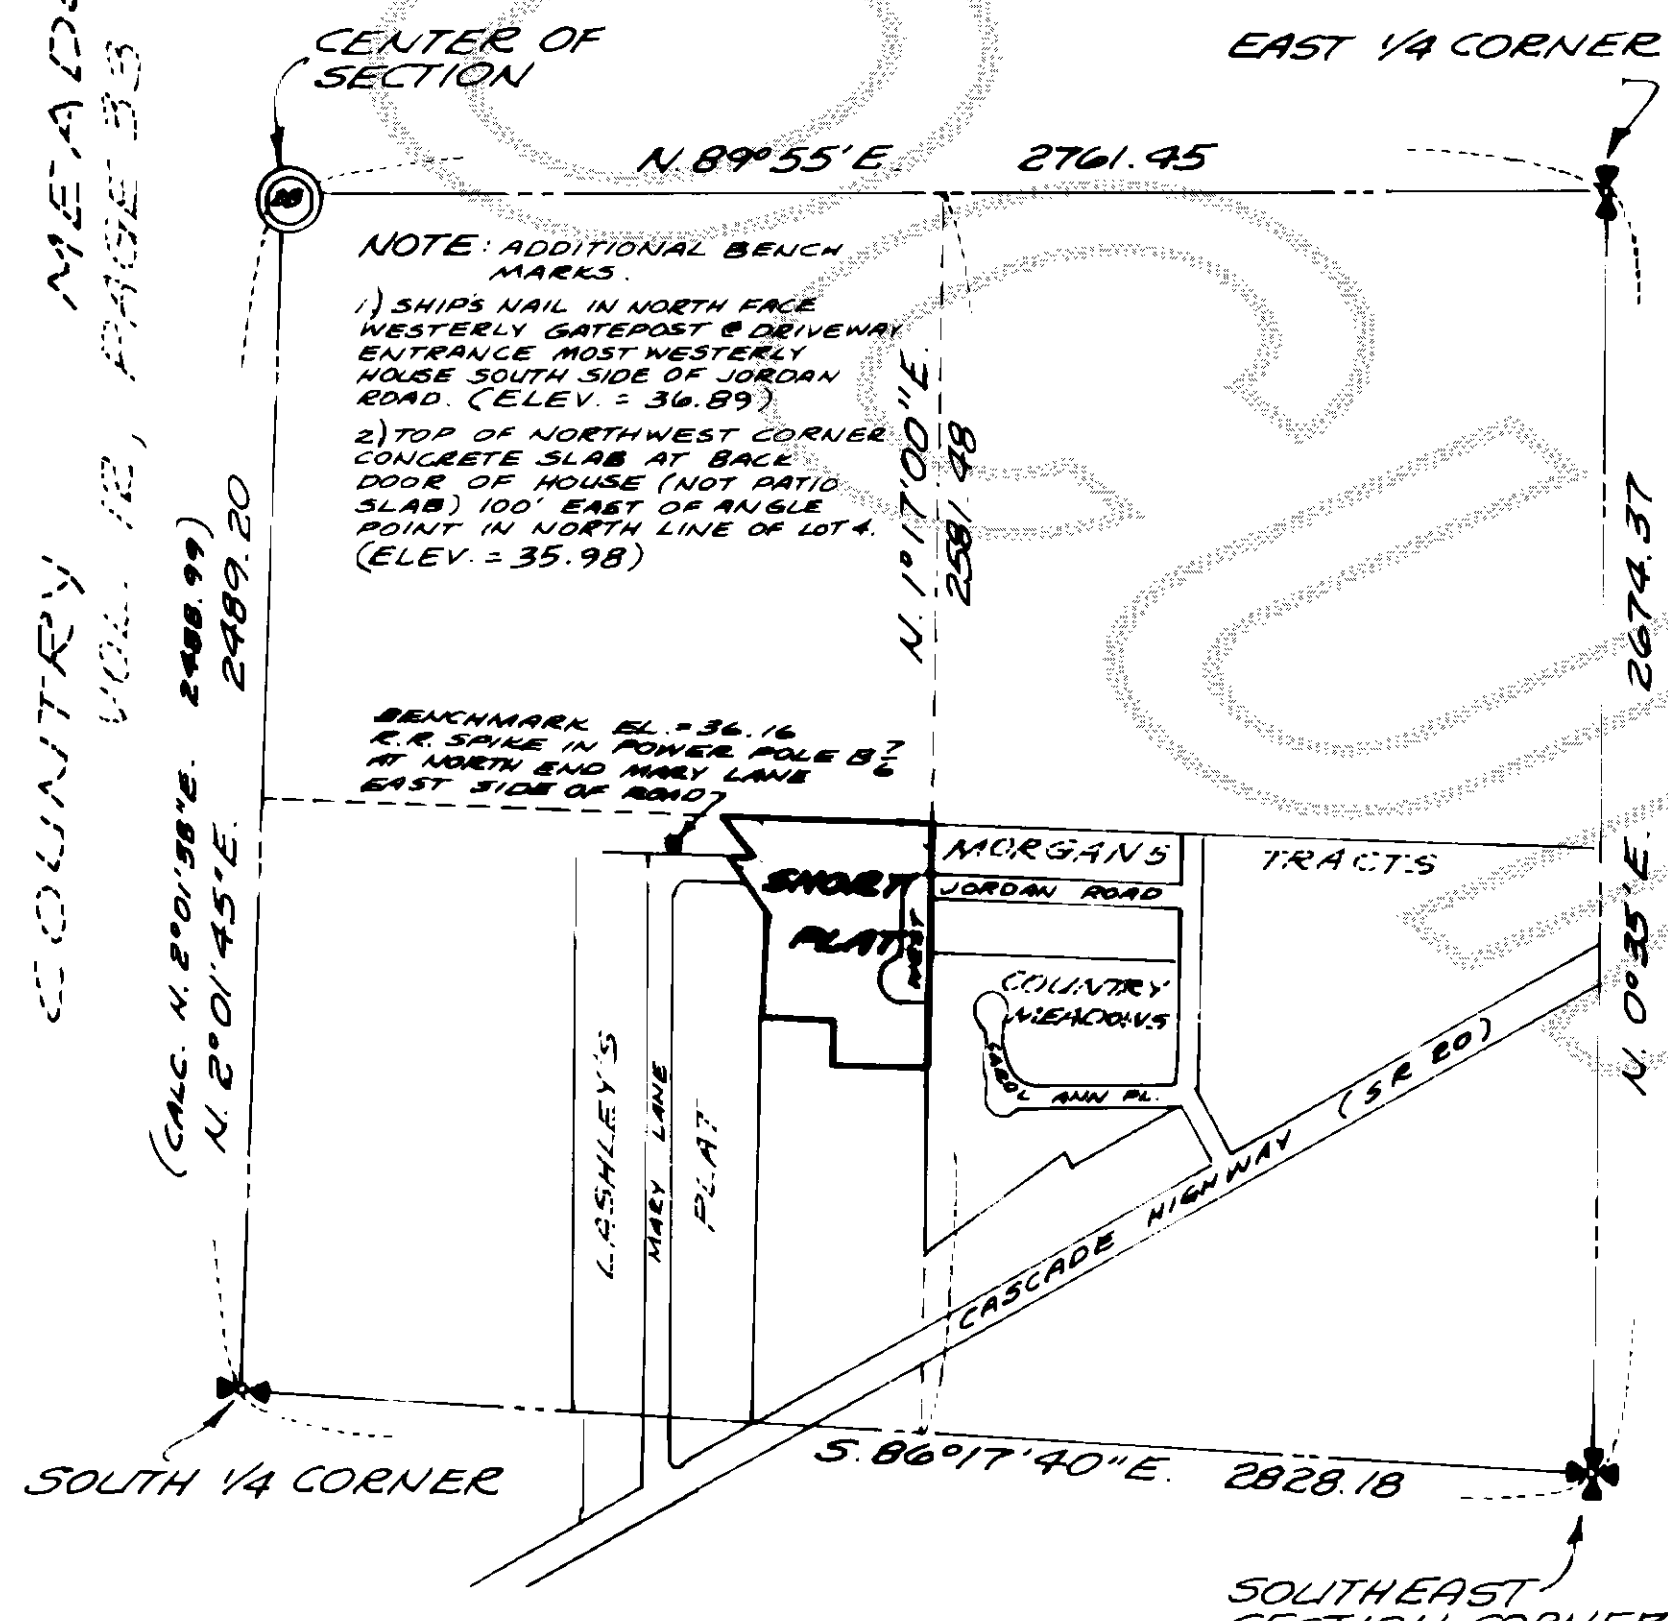 CENTER OF
SECTION
EAST 1/4 CORNER
N. 89°55' E. 2761.45
NOTE: ADDITIONAL BENCH
MARKS.
1) SHIP'S NAIL IN NORTH FACE
WESTERLY GATEPOST @ DRIVEWAY
ENTRANCE MOST WESTERLY
HOUSE SOUTH SIDE OF JORDAN
ROAD. (ELEV. = 36.89)
2) TOP OF NORTHWEST CORNER
CONCRETE SLAB AT BACK
DOOR OF HOUSE (NOT PATIO
SLAB) 100' EAST OF ANGLE
POINT IN NORTH LINE OF LOT 4.
(ELEV. = 35.98)
COUNTRY
VOL. 12, PAGE 33
(CALC. N. 2°01'38"E. 2488.99)
N. 2°01'45"E. 2489.20
N. 1°17'00"E.
2581.48
N. 0°35'E. 2674.37
BENCHMARK EL. = 36.16
R.R. SPIKE IN POWER POLE B 7/6
AT NORTH END MARY LANE
EAST SIDE OF ROAD
MORGANS TRACTS
JORDAN ROAD
SHORT
PLAT
WEST
COUNTRY
MEADOWS
CAROL ANN PL.
LASHLEY'S
MARY LANE
PLAT
CASCADE HIGHWAY (SR 20)
S. 86°17'40"E. 2828.18
SOUTH 1/4 CORNER
SOUTHEAST
SECTION CORNER